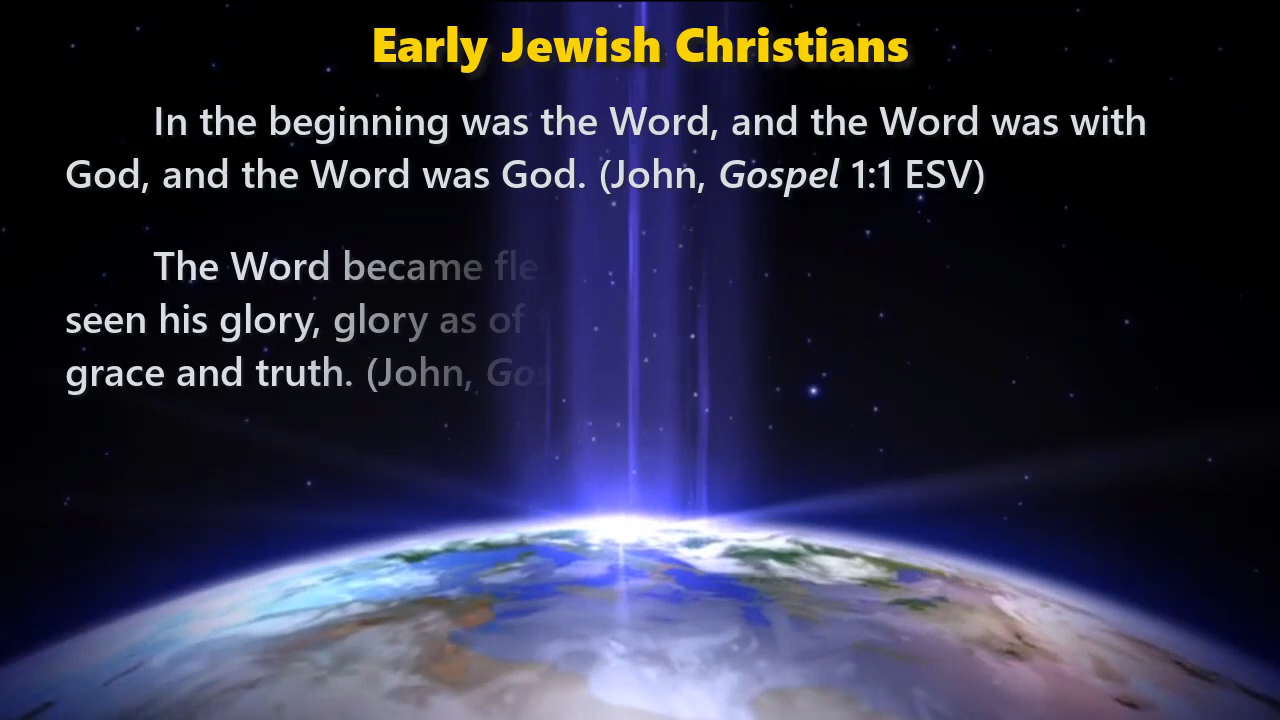 Early Jewish Christians
In the beginning was the Word, and the Word was with
God, and the Word was God. (John, Gospel 1:1 ESV)
The Word became
seen his glory, glory as of
grace and truth. (John,